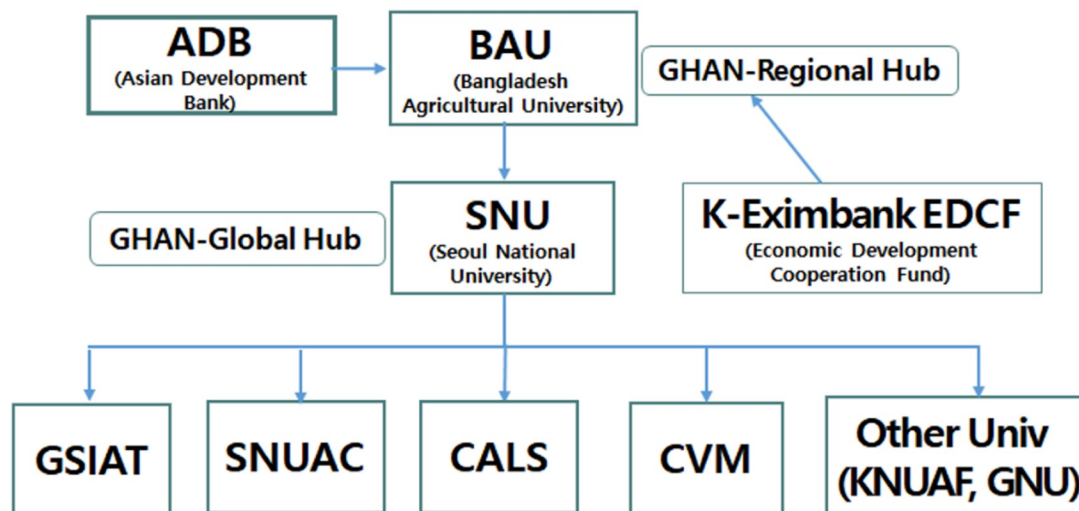 ADB
(Asian Development
Bank)
BAU
(Bangladesh
Agricultural University)
GHAN-Regional Hub
GHAN-Global Hub
SNU
(Seoul National
University)
K-Eximbank EDCF
(Economic Development
Cooperation Fund)
GSIAT
SNUAC
CALS
CVM
Other Univ
(KNUAF, GNU)